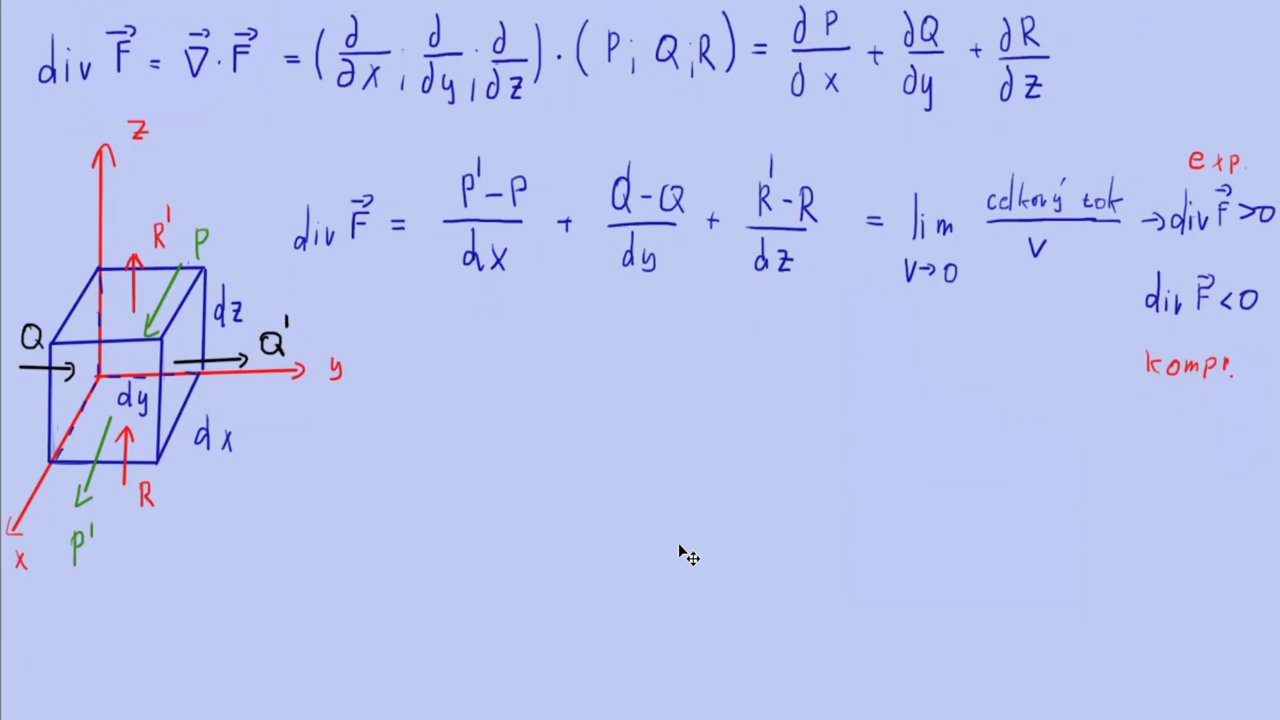 div F⃗ = ∇⃗ · F⃗ = (∂/∂x ; ∂/∂y ; ∂/∂z) · (P ; Q ; R) = ∂P/∂x + ∂Q/∂y + ∂R/∂z
z
exp.
div F⃗ = P'-P/dx + Q-Q/dy + R'-R/dz = lim V→0 celkový tok/V → div F⃗ > 0
R'
P
div F⃗ < 0
dz
Q
Q'
y
kompr.
dy
dx
R
P'
x